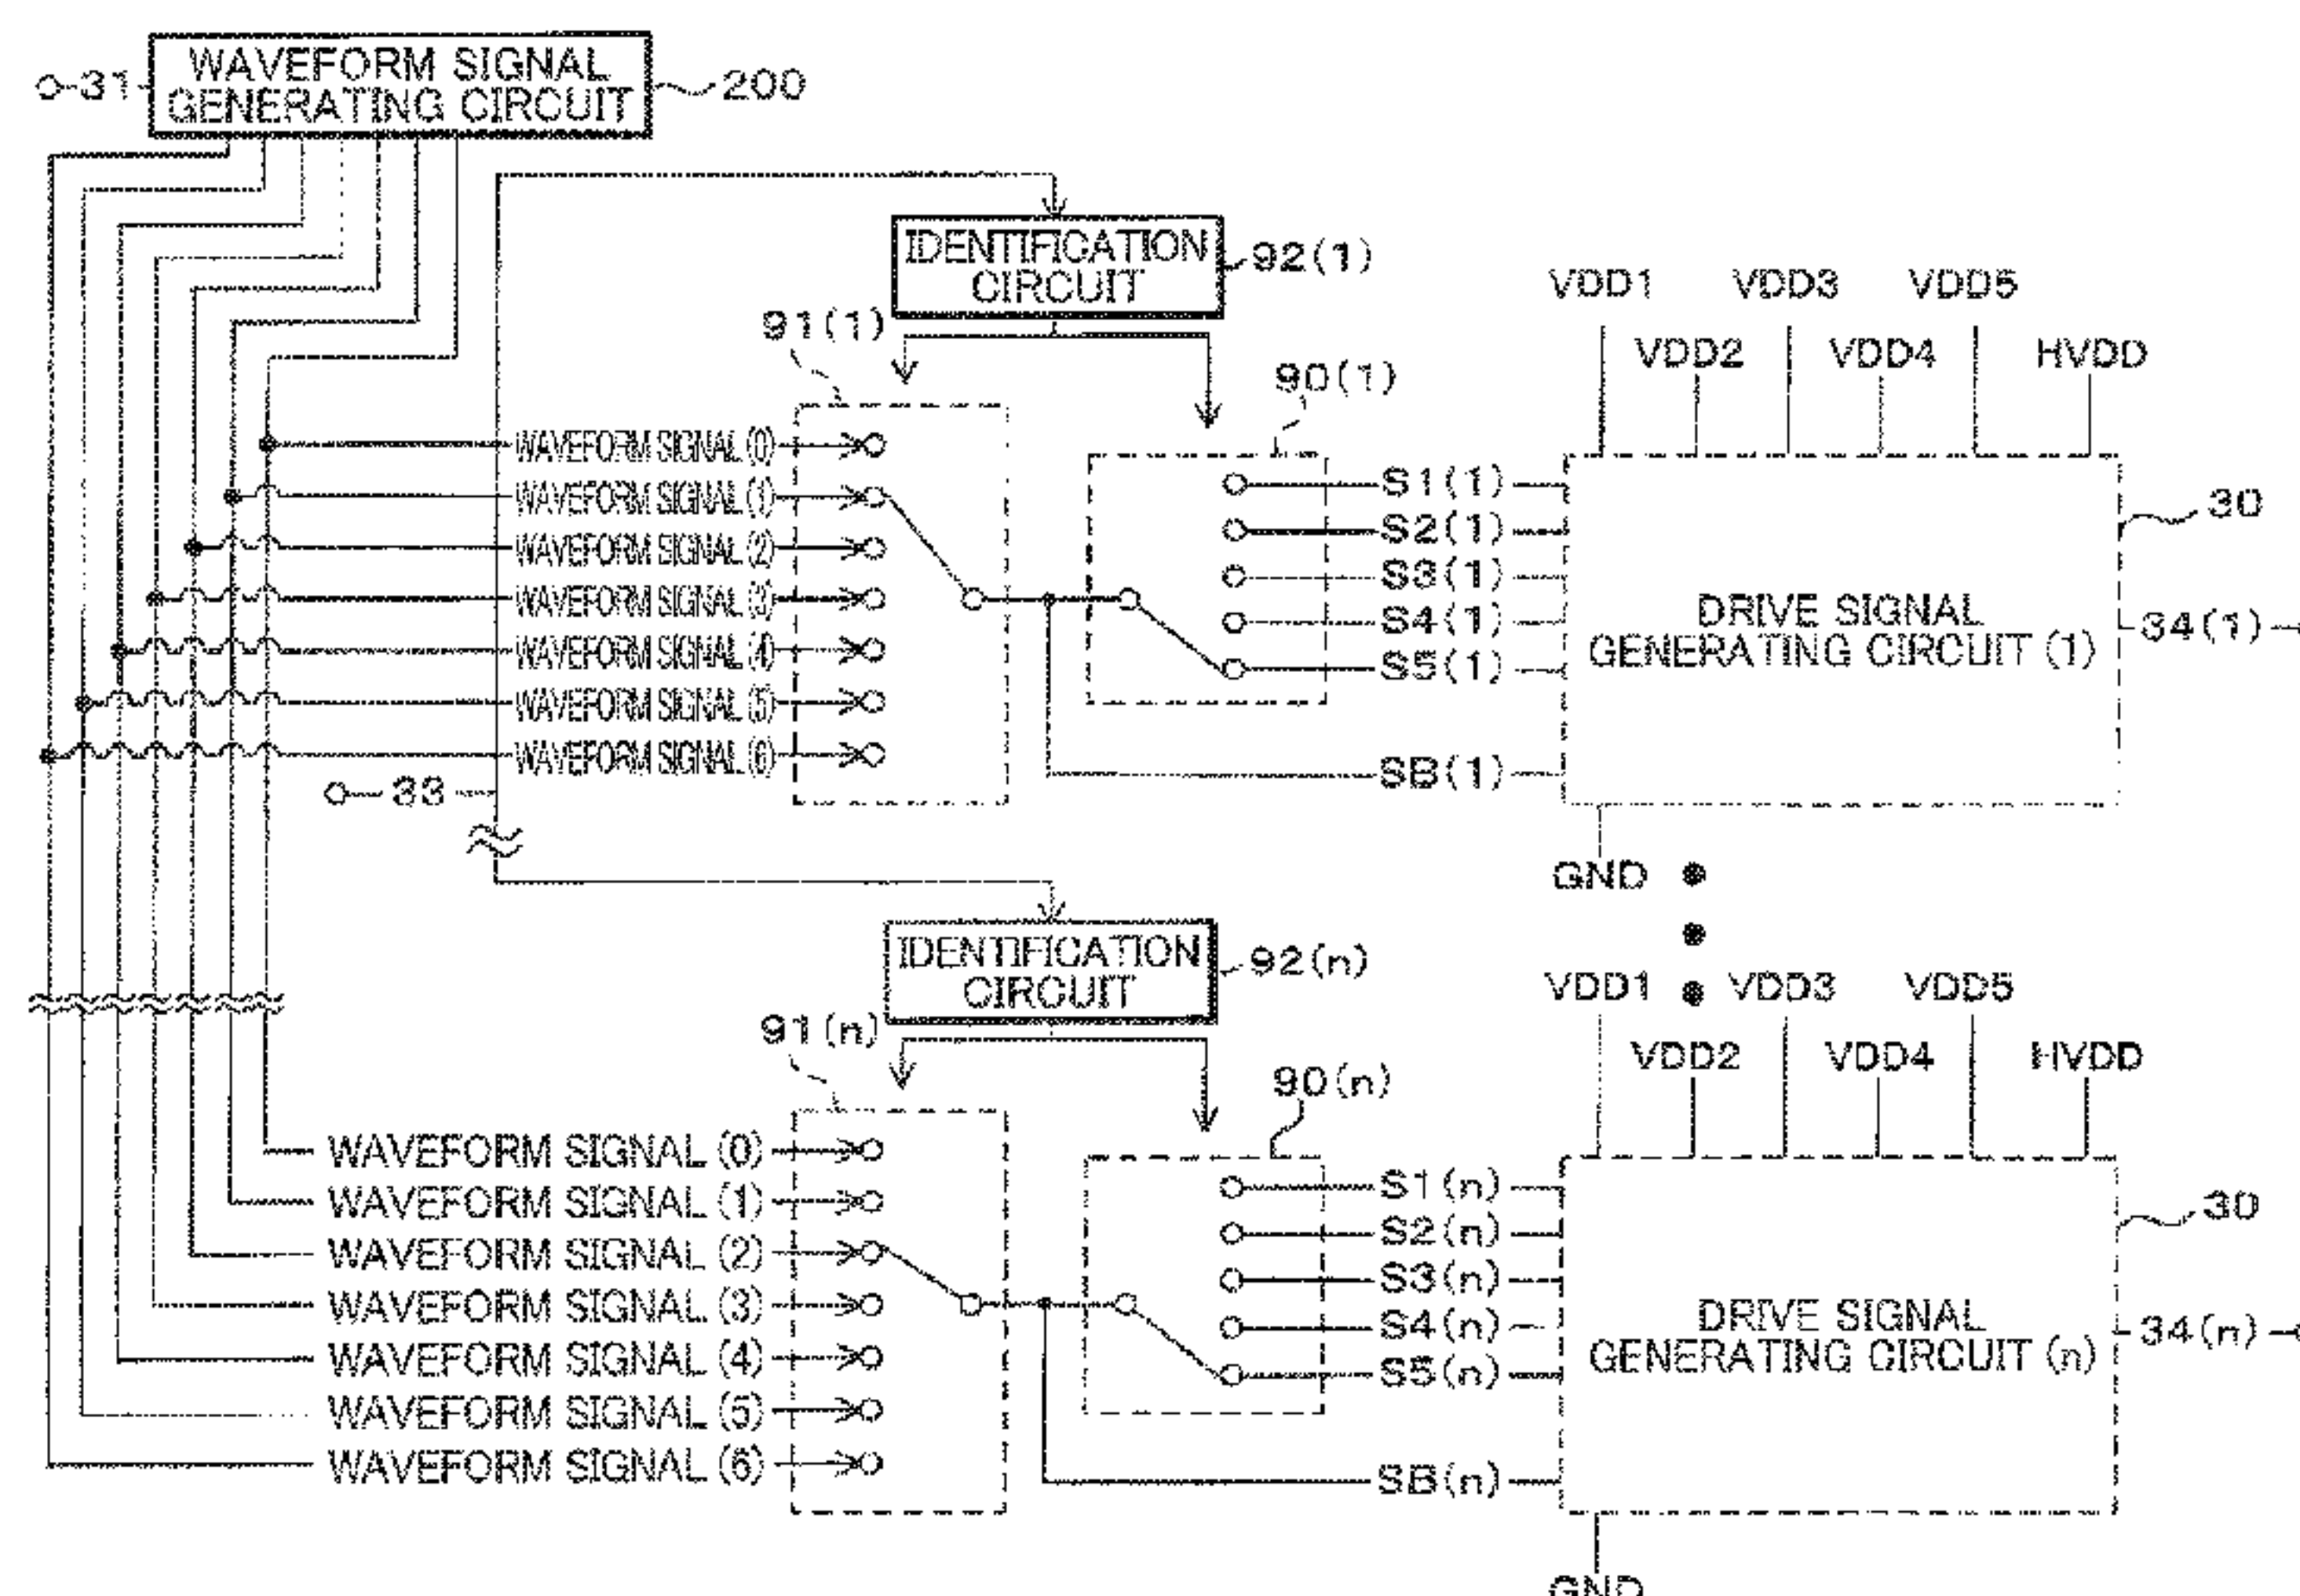 31
WAVEFORM SIGNAL
GENERATING CIRCUIT
200
IDENTIFICATION
CIRCUIT
92(1)
91(1)
90(1)
VDD1 VDD3 VDD5
VDD2 VDD4 HVDD
WAVEFORM SIGNAL (0)
WAVEFORM SIGNAL (1)
WAVEFORM SIGNAL (2)
WAVEFORM SIGNAL (3)
WAVEFORM SIGNAL (4)
WAVEFORM SIGNAL (5)
WAVEFORM SIGNAL (6)
33
S1(1)
S2(1)
S3(1)
S4(1)
S5(1)
SB(1)
30
DRIVE SIGNAL
GENERATING CIRCUIT (1)
34(1)
GND
IDENTIFICATION
CIRCUIT
92(n)
91(n)
90(n)
VDD1 VDD3 VDD5
VDD2 VDD4 HVDD
WAVEFORM SIGNAL (0)
WAVEFORM SIGNAL (1)
WAVEFORM SIGNAL (2)
WAVEFORM SIGNAL (3)
WAVEFORM SIGNAL (4)
WAVEFORM SIGNAL (5)
WAVEFORM SIGNAL (6)
S1(n)
S2(n)
S3(n)
S4(n)
S5(n)
SB(n)
30
DRIVE SIGNAL
GENERATING CIRCUIT (n)
34(n)
GND